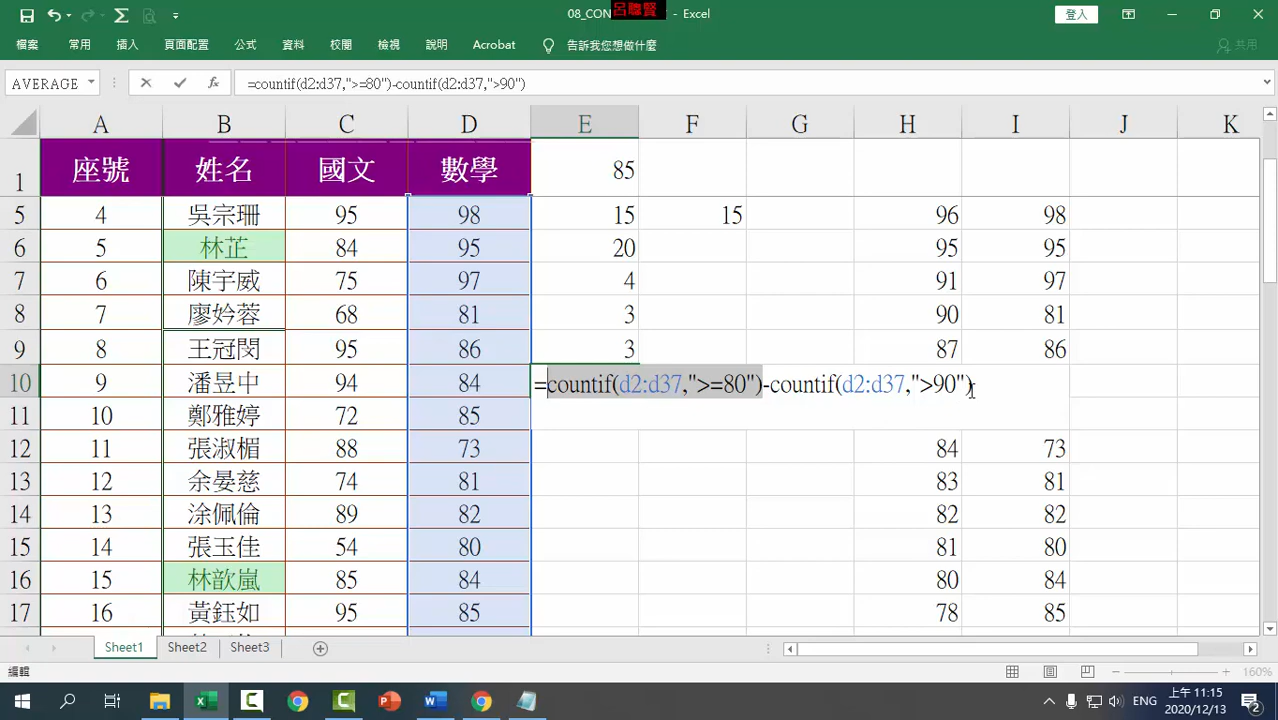 呂聰賢
08_CON
- Excel
登入
檔案 常用 插入 頁面配置 公式 資料 校閱 檢視 說明 Acrobat 告訴我您想做什麼 共用
AVERAGE =countif(d2:d37,">=80")-countif(d2:d37,">90")
A B C D E F G H I J K
1 座號 姓名 國文 數學 85
5 4 吳宗珊 95 98 15 15 96 98
6 5 林芷 84 95 20 95 95
7 6 陳宇威 75 97 4 91 97
8 7 廖妗蓉 68 81 3 90 81
9 8 王冠閔 95 86 3 87 86
10 9 潘昱中 94 84 =countif(d2:d37,">=80")-countif(d2:d37,">90")
11 10 鄭雅婷 72 85
12 11 張淑楣 88 73 84 73
13 12 余晏慈 74 81 83 81
14 13 涂佩倫 89 82 82 82
15 14 張玉佳 54 80 81 80
16 15 林歆嵐 85 84 80 84
17 16 黃鈺如 95 85 78 85
Sheet1 Sheet2 Sheet3
編輯 160%
ENG 上午 11:15
2020/12/13 2